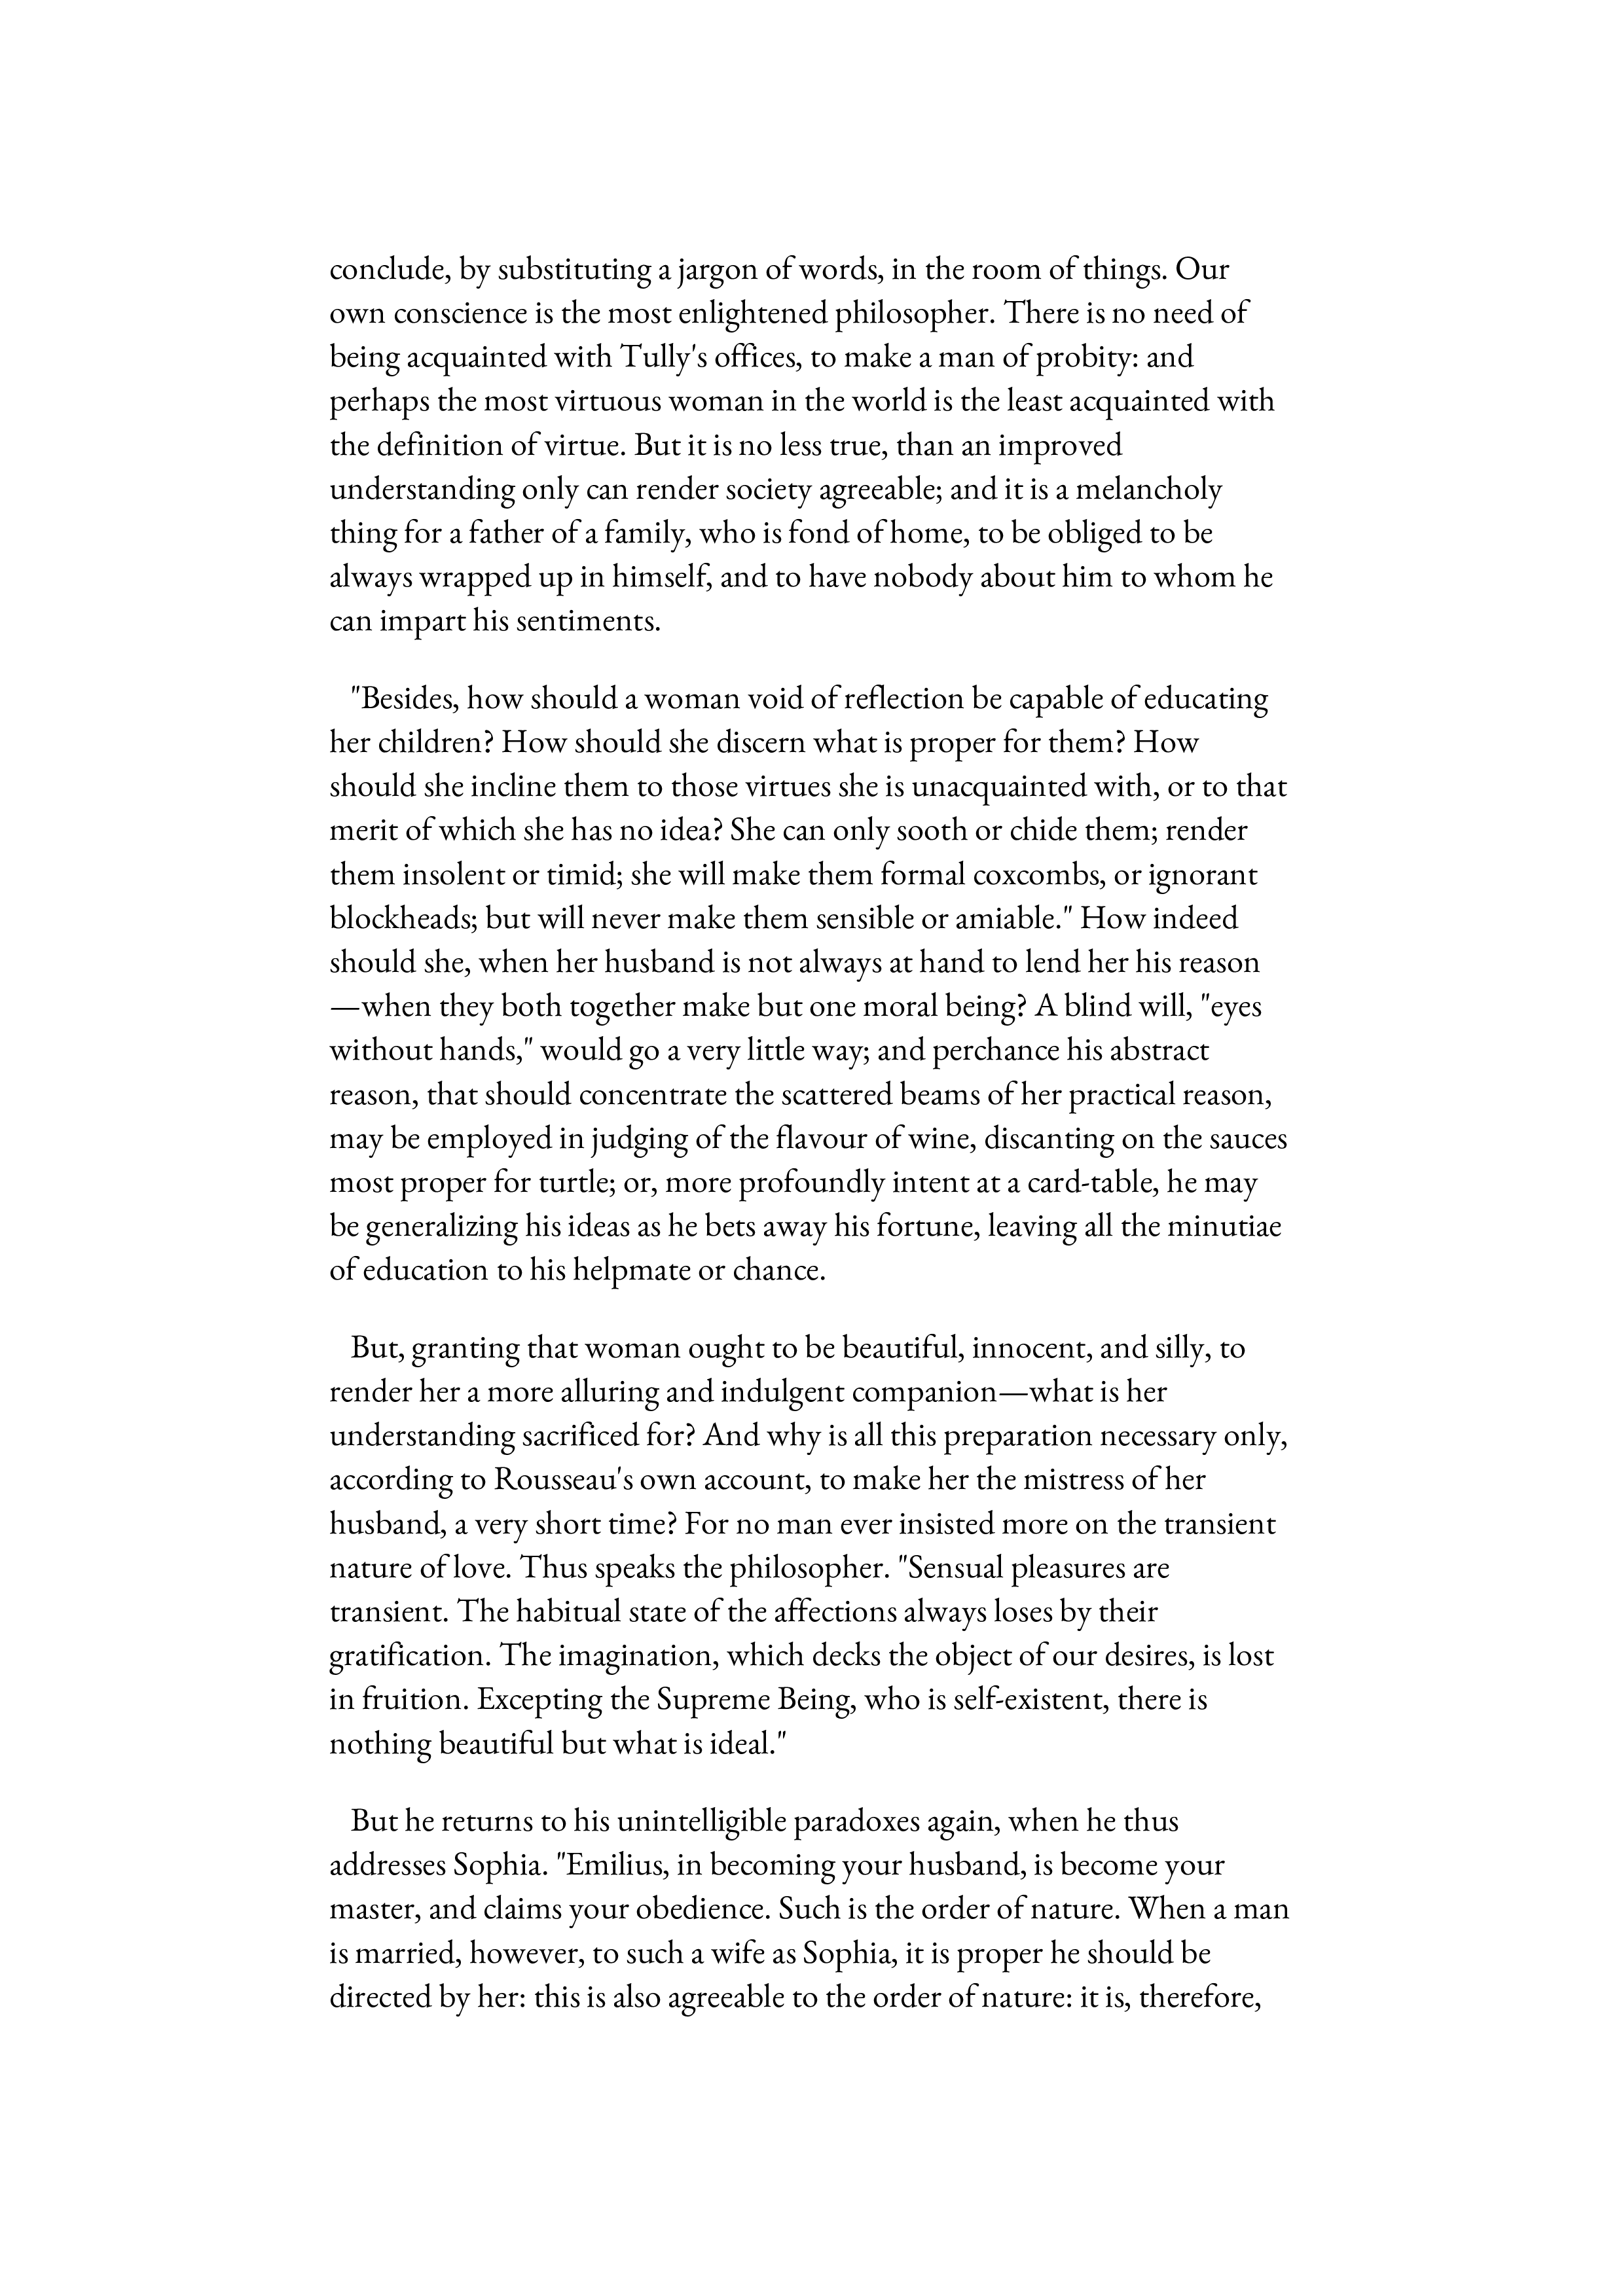 conclude, by substituting a jargon of words, in the room of things. Our
own conscience is the most enlightened philosopher. There is no need of
being acquainted with Tully's offices, to make a man of probity: and
perhaps the most virtuous woman in the world is the least acquainted with
the definition of virtue. But it is no less true, than an improved
understanding only can render society agreeable; and it is a melancholy
thing for a father of a family, who is fond of home, to be obliged to be
always wrapped up in himself, and to have nobody about him to whom he
can impart his sentiments.
"Besides, how should a woman void of reflection be capable of educating
her children? How should she discern what is proper for them? How
should she incline them to those virtues she is unacquainted with, or to that
merit of which she has no idea? She can only sooth or chide them; render
them insolent or timid; she will make them formal coxcombs, or ignorant
blockheads; but will never make them sensible or amiable." How indeed
should she, when her husband is not always at hand to lend her his reason
—when they both together make but one moral being? A blind will, "eyes
without hands," would go a very little way; and perchance his abstract
reason, that should concentrate the scattered beams of her practical reason,
may be employed in judging of the flavour of wine, discanting on the sauces
most proper for turtle; or, more profoundly intent at a card-table, he may
be generalizing his ideas as he bets away his fortune, leaving all the minutiae
of education to his helpmate or chance.
But, granting that woman ought to be beautiful, innocent, and silly, to
render her a more alluring and indulgent companion—what is her
understanding sacrificed for? And why is all this preparation necessary only,
according to Rousseau's own account, to make her the mistress of her
husband, a very short time? For no man ever insisted more on the transient
nature of love. Thus speaks the philosopher. "Sensual pleasures are
transient. The habitual state of the affections always loses by their
gratification. The imagination, which decks the object of our desires, is lost
in fruition. Excepting the Supreme Being, who is self-existent, there is
nothing beautiful but what is ideal."
But he returns to his unintelligible paradoxes again, when he thus
addresses Sophia. "Emilius, in becoming your husband, is become your
master, and claims your obedience. Such is the order of nature. When a man
is married, however, to such a wife as Sophia, it is proper he should be
directed by her: this is also agreeable to the order of nature: it is, therefore,